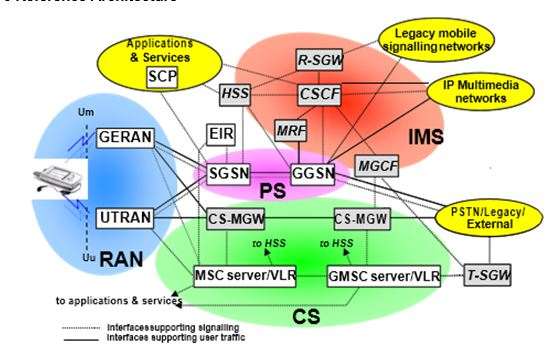 Reference Architecture
Applications
& Services
SCP
Legacy mobile
signalling networks
R-SGW
HSS
CSCF
IP Multimedia
networks
Um
EIR
MRF
IMS
GERAN
MGCF
SGSN
GGSN
PS
UTRAN
CS-MGW
CS-MGW
PSTN/Legacy/
External
to HSS
to HSS
Uu
RAN
MSC server/VLR
GMSC server/VLR
T-SGW
to applications & services
CS
Interfaces supporting signalling
Interfaces supporting user traffic